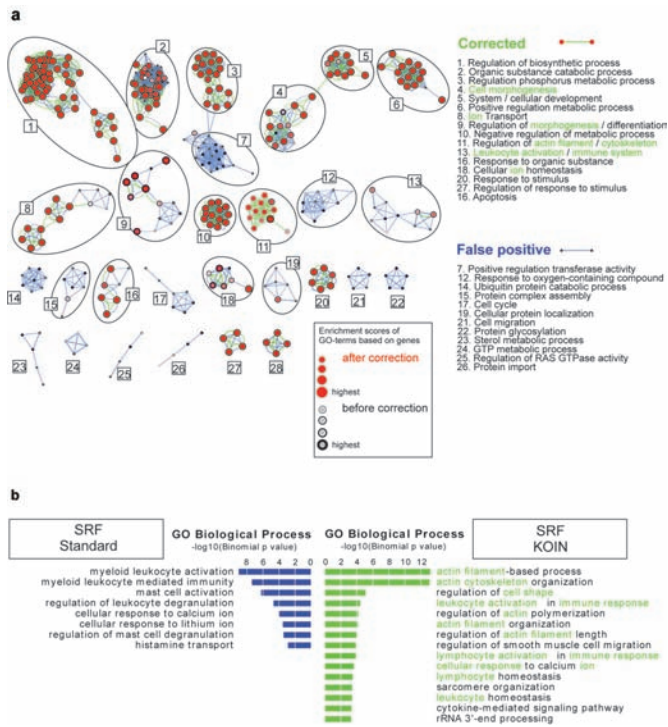 a
Corrected
1. Regulation of biosynthetic process
2. Organic substance catabolic process
3. Regulation phosphorus metabolic process
4. Cell morphogenesis
5. System / cellular development
6. Positive regulation metabolic process
8. Ion Transport
9. Regulation of morphogenesis / differentiation
10. Negative regulation of metabolic process
11. Regulation of actin filament / cytoskeleton
13. Leukocyte activation / immune system
16. Response to organic substance
18. Cellular ion homeostasis
20. Response to stimulus
27. Regulation of response to stimulus
16. Apoptosis
False positive
7. Positive regulation transferase activity
12. Response to oxygen-containing compound
14. Ubiquitin protein catabolic process
15. Protein complex assembly
17. Cell cycle
19. Cellular protein localization
21. Cell migration
22. Protein glycosylation
23. Sterol metabolic process
24. GTP metabolic process
25. Regulation of RAS GTPase activity
26. Protein import
1
2
3
4
5
6
7
8
9
10
11
12
13
14
15
16
17
18
19
20
21
22
23
24
25
26
27
28
Enrichment scores of
GO-terms based on genes
after correction
highest
before correction
highest
b
SRF
Standard
GO Biological Process
-log10(Binomial p value)
8 6 4 2 0
myeloid leukocyte activation
myeloid leukocyte mediated immunity
mast cell activation
regulation of leukocyte degranulation
cellular response to calcium ion
cellular response to lithium ion
regulation of mast cell degranulation
histamine transport
GO Biological Process
-log10(Binomial p value)
0 2 4 6 8 10 12
SRF
KOIN
actin filament-based process
actin cytoskeleton organization
regulation of cell shape
leukocyte activation in immune response
regulation of actin polymerization
actin filament organization
regulation of actin filament length
regulation of smooth muscle cell migration
lymphocyte activation in immune response
cellular response to calcium ion
lymphocyte homeostasis
sarcomere organization
leukocyte homeostasis
cytokine-mediated signaling pathway
rRNA 3'-end processing